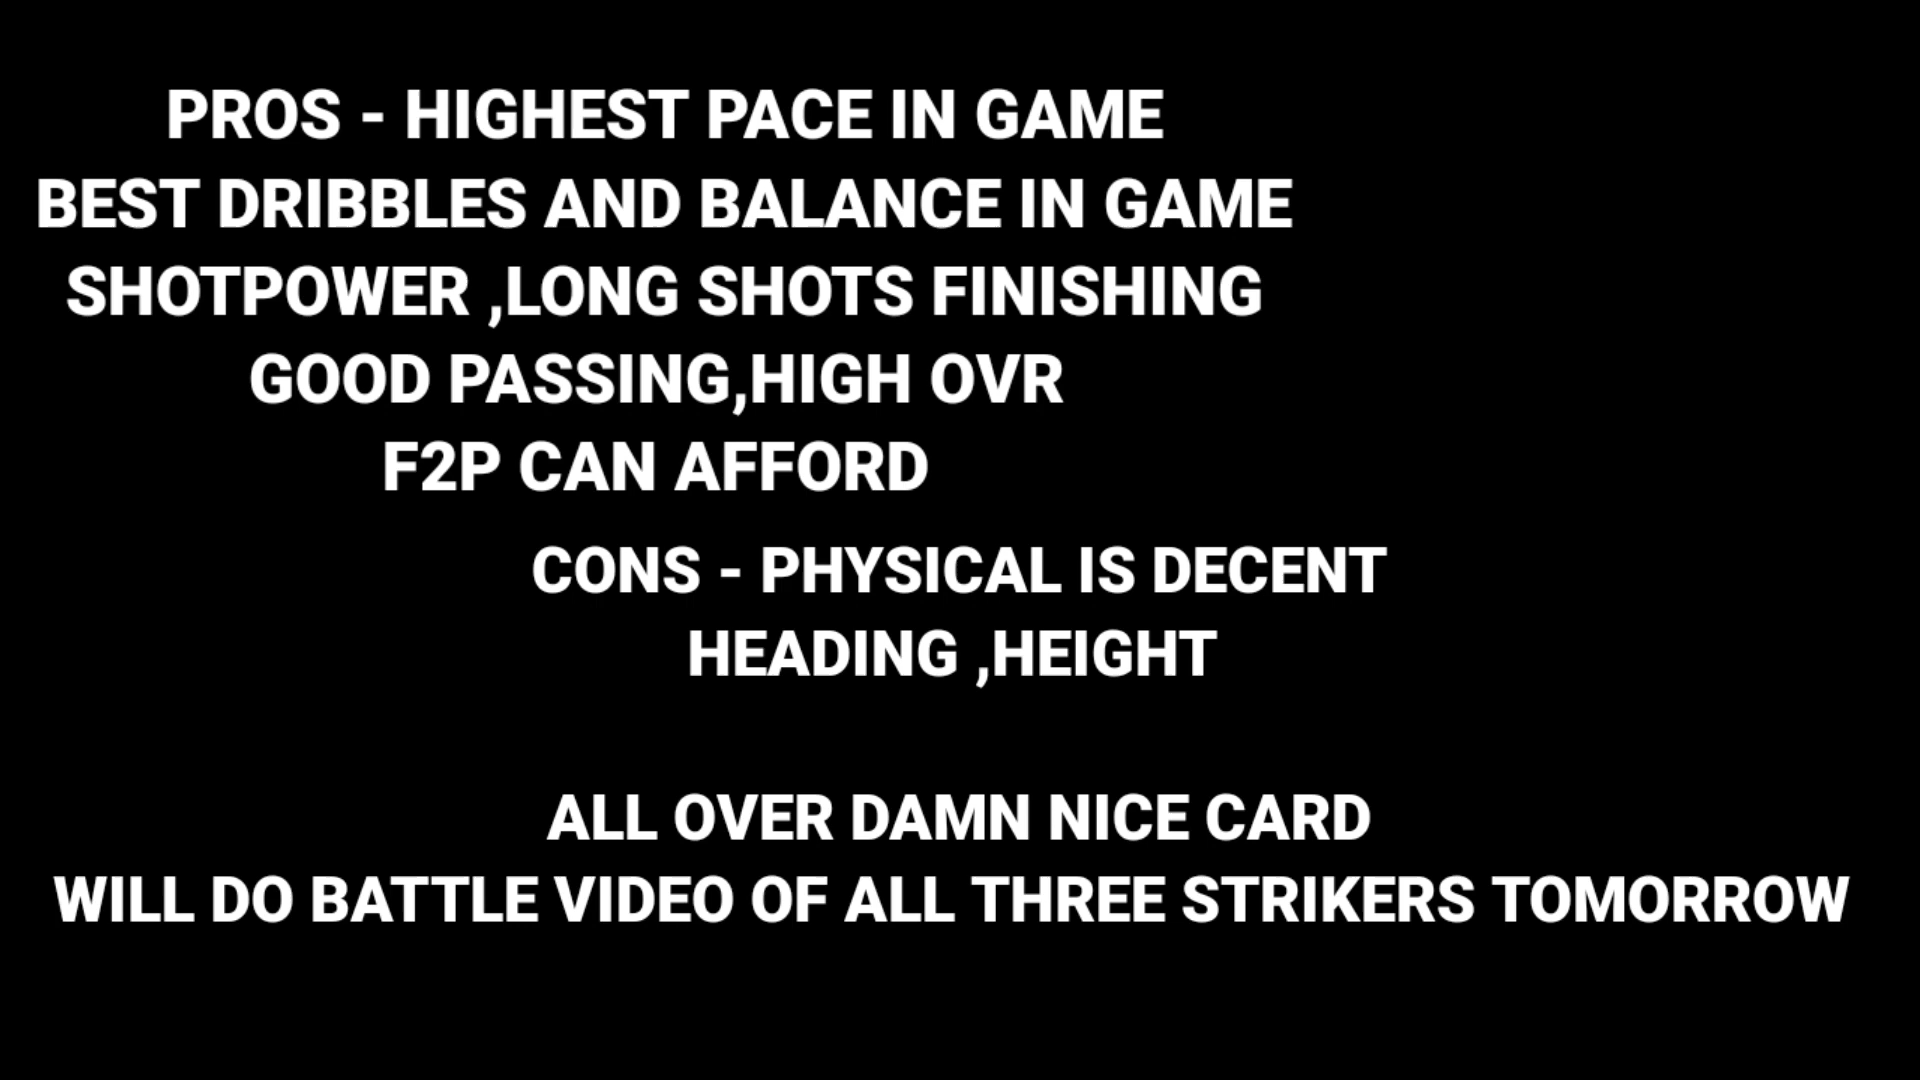 PROS - HIGHEST PACE IN GAME
BEST DRIBBLES AND BALANCE IN GAME
SHOTPOWER ,LONG SHOTS FINISHING
GOOD PASSING,HIGH OVR
F2P CAN AFFORD
CONS - PHYSICAL IS DECENT
HEADING ,HEIGHT
ALL OVER DAMN NICE CARD
WILL DO BATTLE VIDEO OF ALL THREE STRIKERS TOMORROW